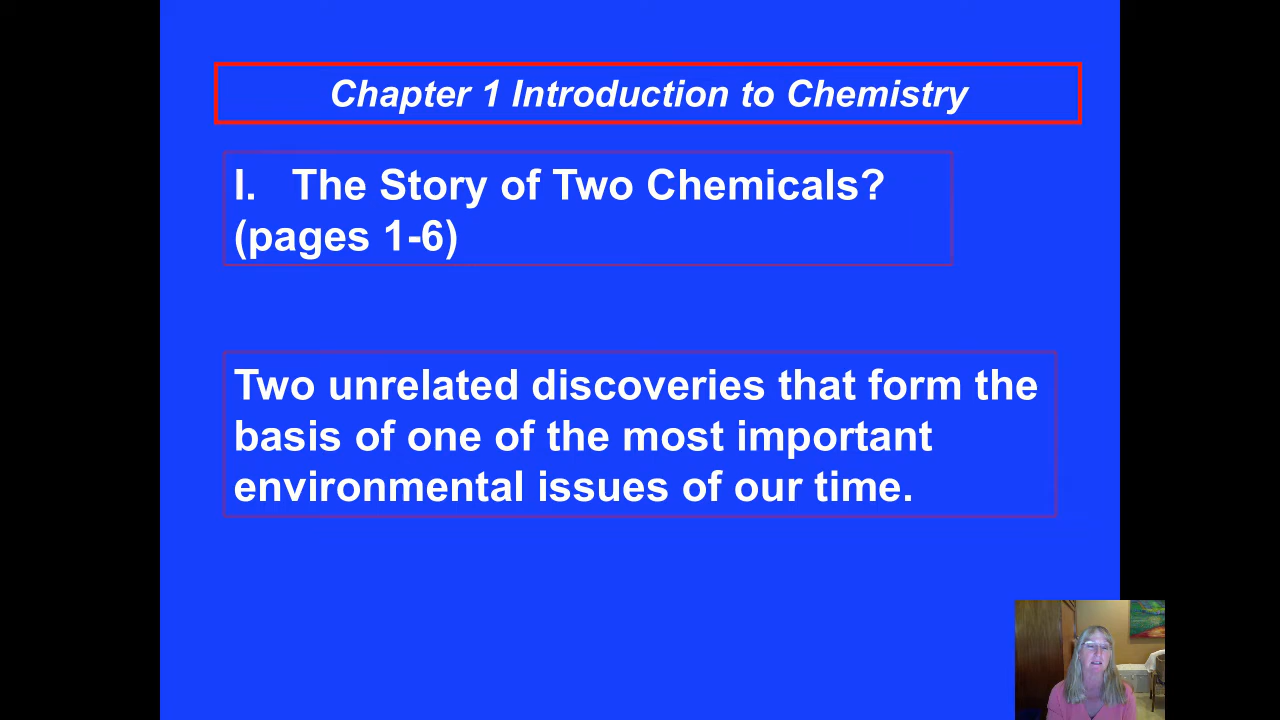 Chapter 1 Introduction to Chemistry
I. The Story of Two Chemicals?
(pages 1-6)
Two unrelated discoveries that form the
basis of one of the most important
environmental issues of our time.